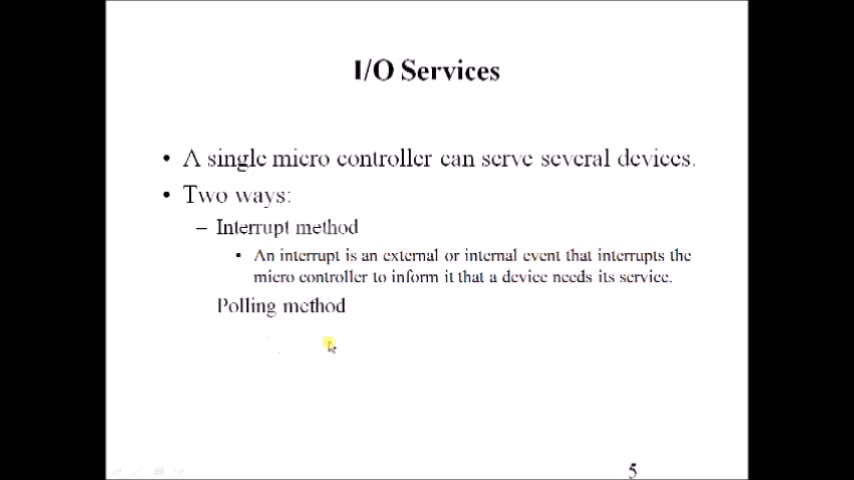 I/O Services
• A single micro controller can serve several devices.
• Two ways:
– Interrupt method
• An interrupt is an external or internal event that interrupts the
micro controller to inform it that a device needs its service.
Polling method
5